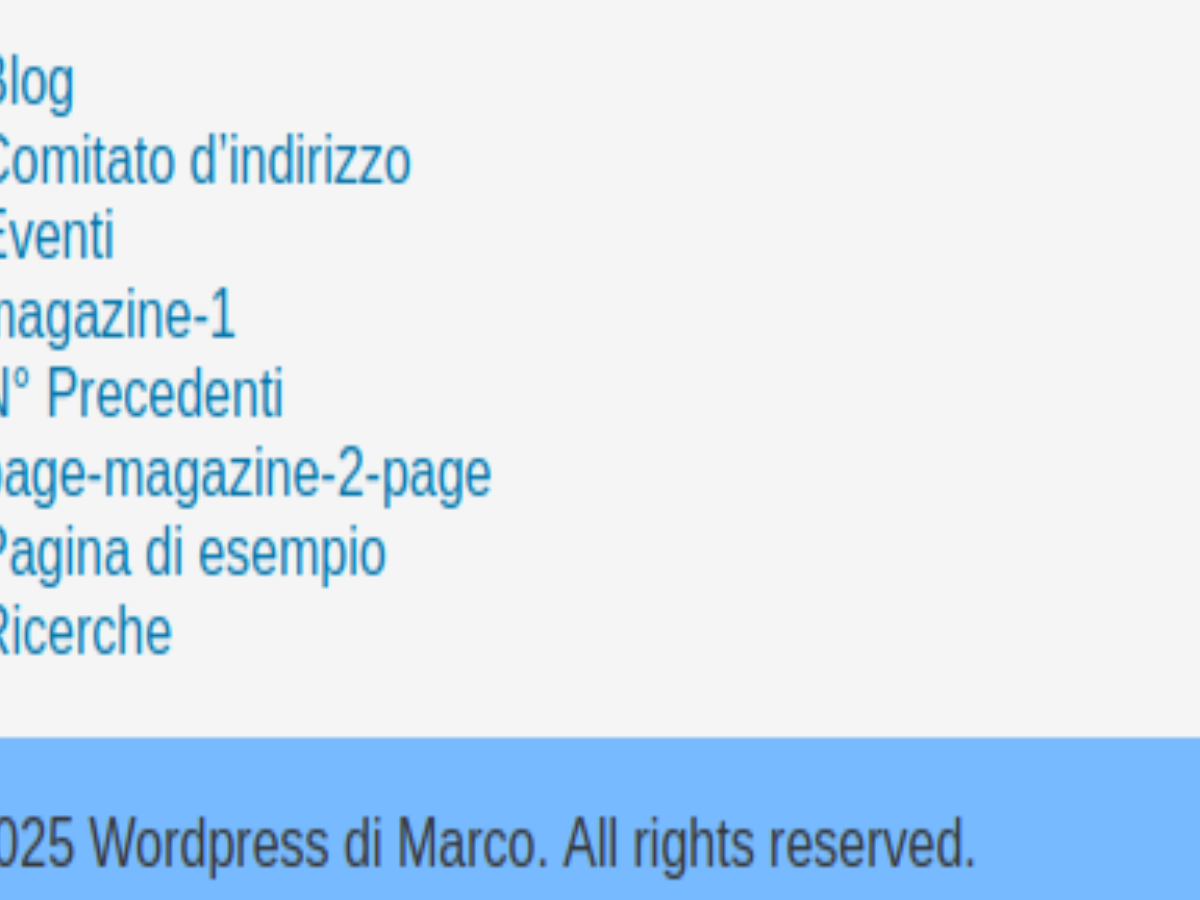 Blog
Comitato d'indirizzo
Eventi
magazine-1
N° Precedenti
page-magazine-2-page
Pagina di esempio
Ricerche
2025 Wordpress di Marco. All rights reserved.